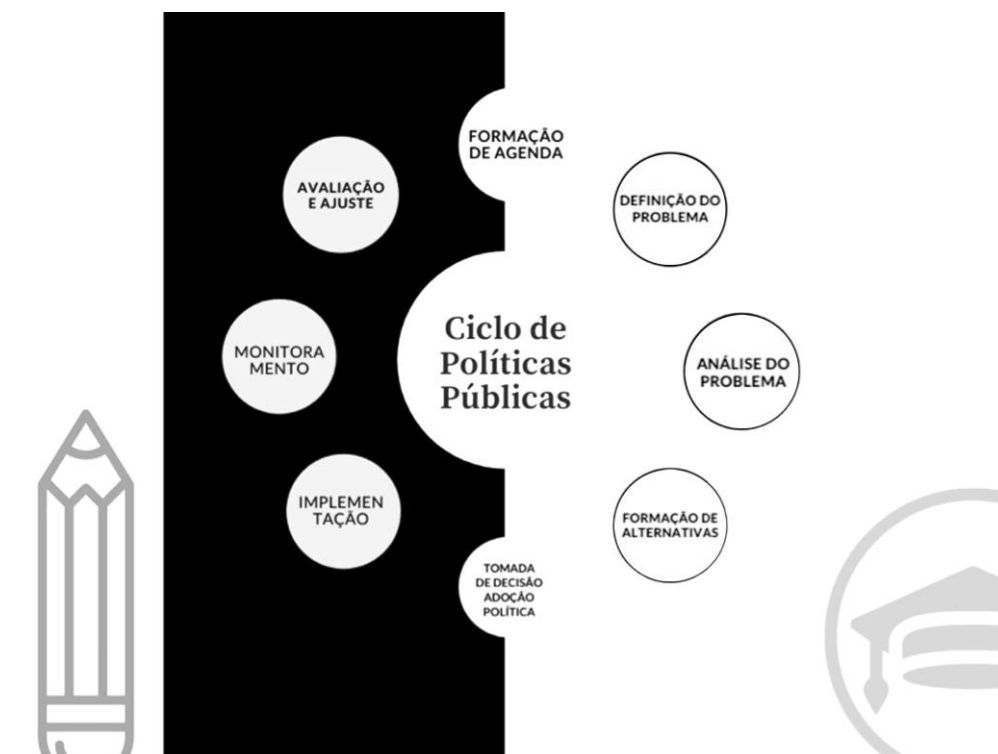 FORMAÇÃO
DE AGENDA
DEFINIÇÃO DO
PROBLEMA
ANÁLISE DO
PROBLEMA
FORMAÇÃO DE
ALTERNATIVAS
TOMADA
DE DECISÃO
ADOÇÃO
POLÍTICA
IMPLEMEN
TAÇÃO
MONITORA
MENTO
AVALIAÇÃO
E AJUSTE
Ciclo de
Políticas
Públicas